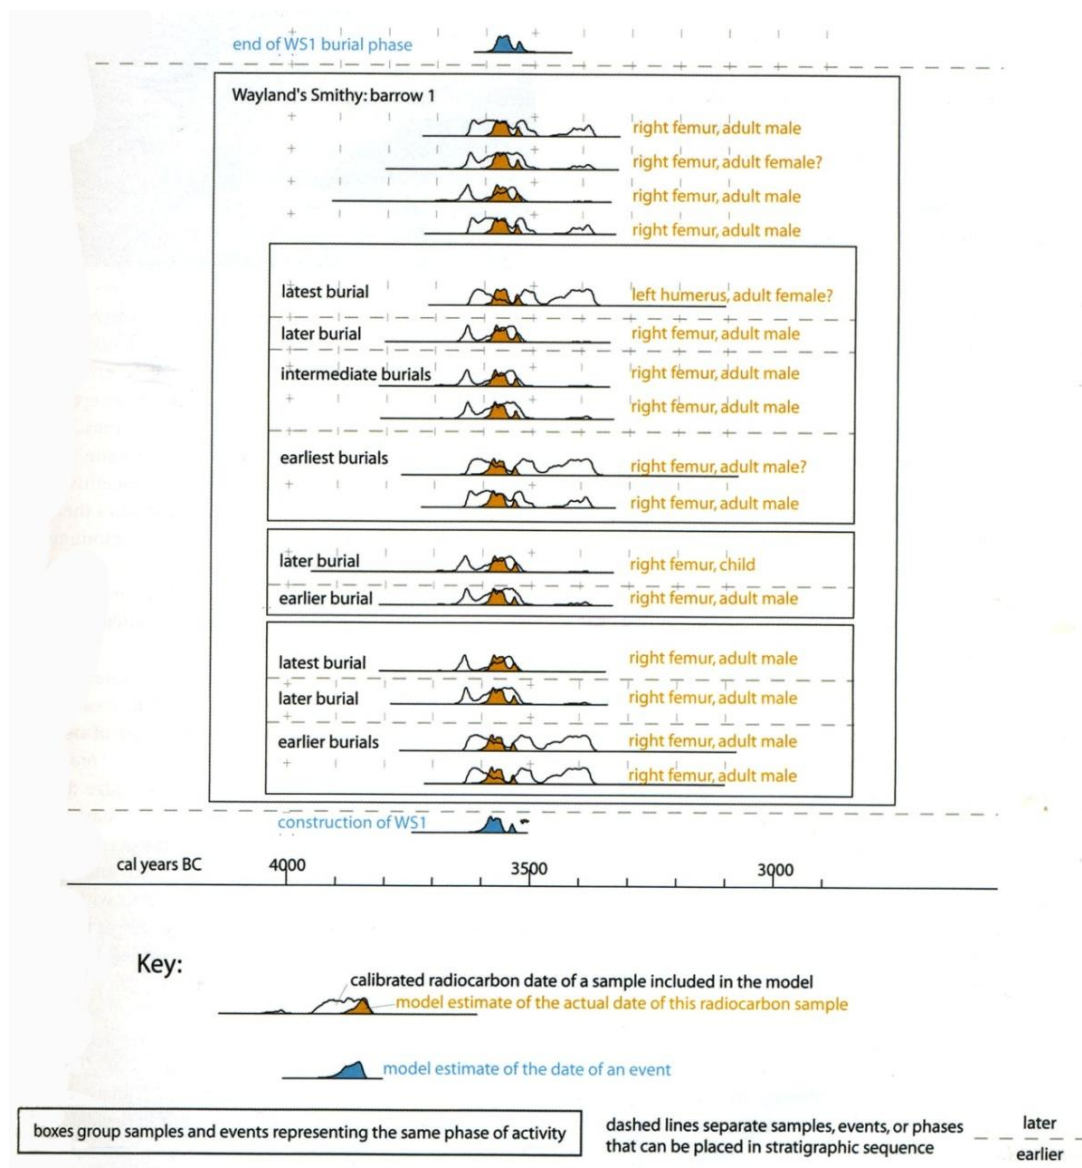 end of WS1 burial phase
Wayland's Smithy: barrow 1
right femur, adult male
right femur, adult female?
right femur, adult male
right femur, adult male
latest burial left humerus, adult female?
later burial right femur, adult male
intermediate burials right femur, adult male
right femur, adult male
earliest burials right femur, adult male?
right femur, adult male
later burial right femur, child
earlier burial right femur, adult male
latest burial right femur, adult male
later burial right femur, adult male
earlier burials right femur, adult male
right femur, adult male
construction of WS1
cal years BC 4000 3500 3000
Key:
calibrated radiocarbon date of a sample included in the model
model estimate of the actual date of this radiocarbon sample
model estimate of the date of an event
boxes group samples and events representing the same phase of activity
dashed lines separate samples, events, or phases
that can be placed in stratigraphic sequence
later
earlier